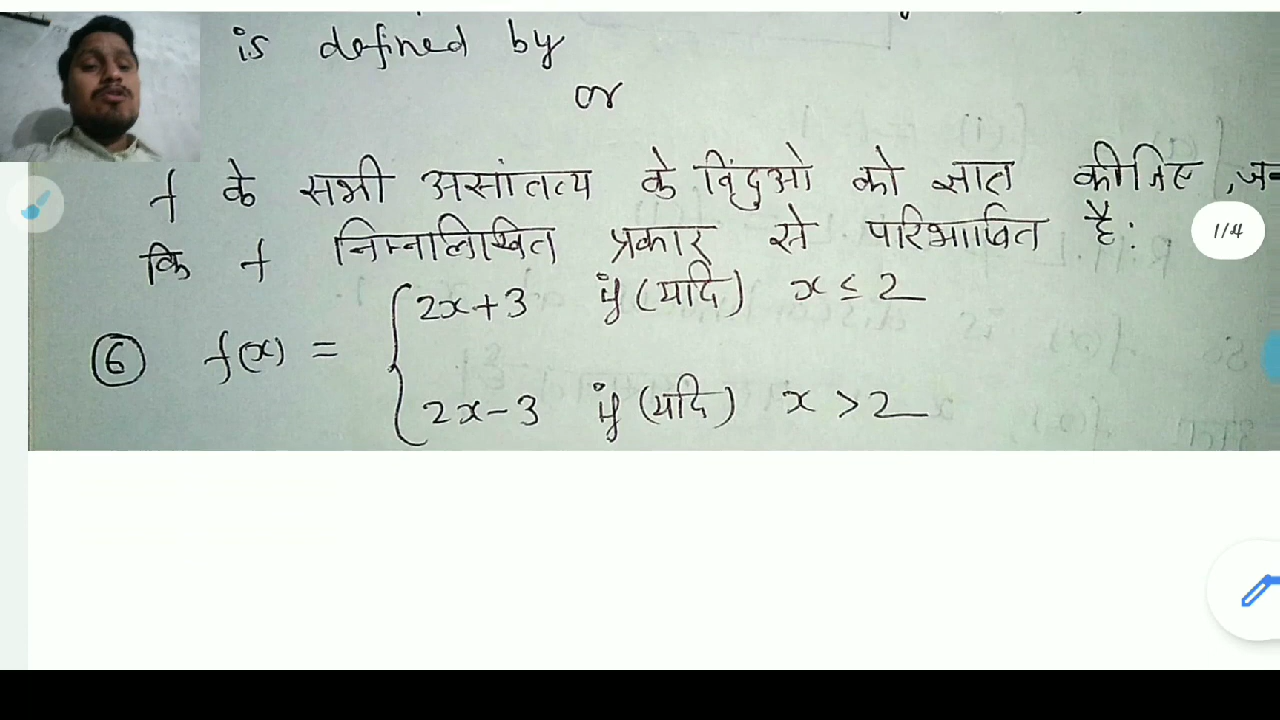 is defined by
or
f के सभी असांतत्य के बिंदुओ को ज्ञात कीजिए , जब
कि f निम्नलिखित प्रकार से परिभाषित है :
1/4
2x+3 if (यदि) x ≤ 2
⑥ f(x) =
2x-3 if (यदि) x > 2